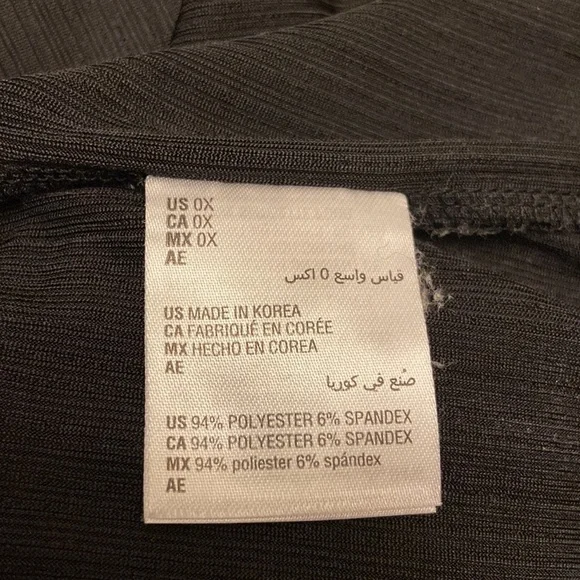 US 0X
CA 0X
MX 0X
AE
قياس واسع 0 اكس
US MADE IN KOREA
CA FABRIQUÉ EN CORÉE
MX HECHO EN COREA
AE
صُنع في كوريا
US 94% POLYESTER 6% SPANDEX
CA 94% POLYESTER 6% SPANDEX
MX 94% poliester 6% spándex
AE